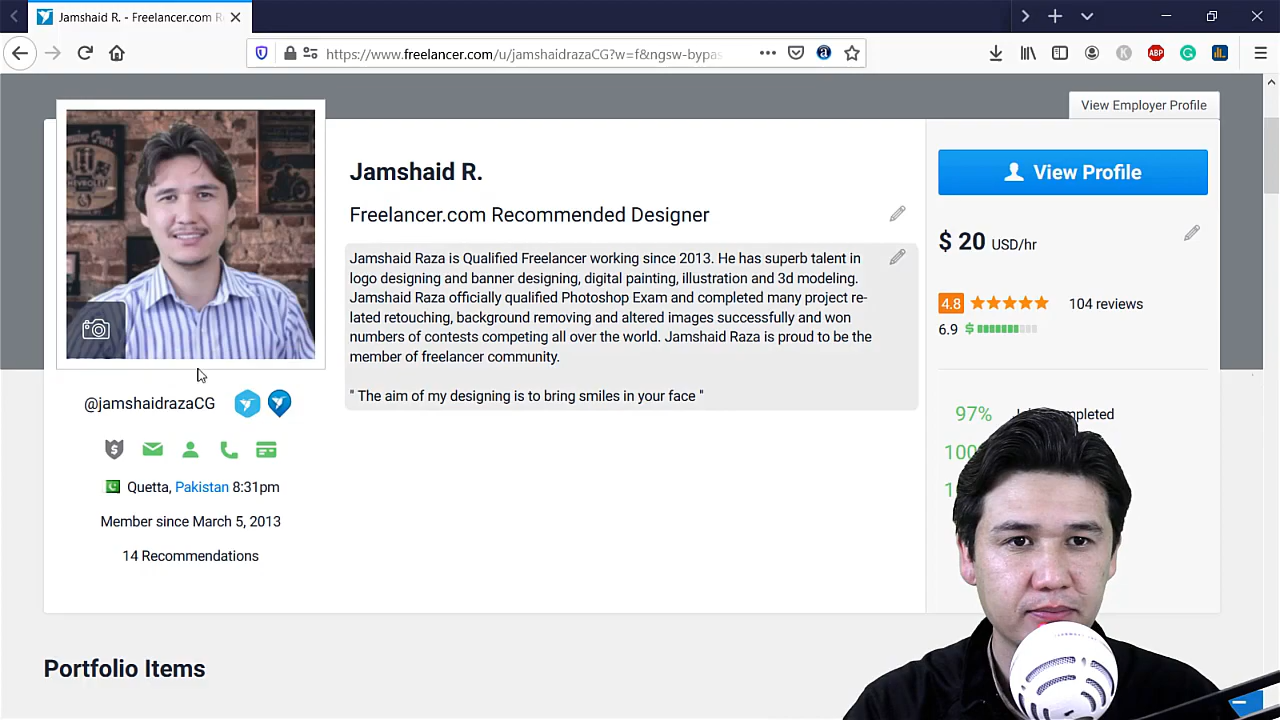 Jamshaid R. - Freelancer.com R
https://www.freelancer.com/u/jamshaidrazaCG?w=f&ngsw-bypas
View Employer Profile
Jamshaid R.
Freelancer.com Recommended Designer
Jamshaid Raza is Qualified Freelancer working since 2013. He has superb talent in
logo designing and banner designing, digital painting, illustration and 3d modeling.
Jamshaid Raza officially qualified Photoshop Exam and completed many project re-
lated retouching, background removing and altered images successfully and won
numbers of contests competing all over the world. Jamshaid Raza is proud to be the
member of freelancer community.
" The aim of my designing is to bring smiles in your face "
View Profile
$ 20 USD/hr
4.8 104 reviews
6.9 $
97%
100
@jamshaidrazaCG
Quetta, Pakistan 8:31pm
Member since March 5, 2013
14 Recommendations
Portfolio Items
CHEVROLET
ABP